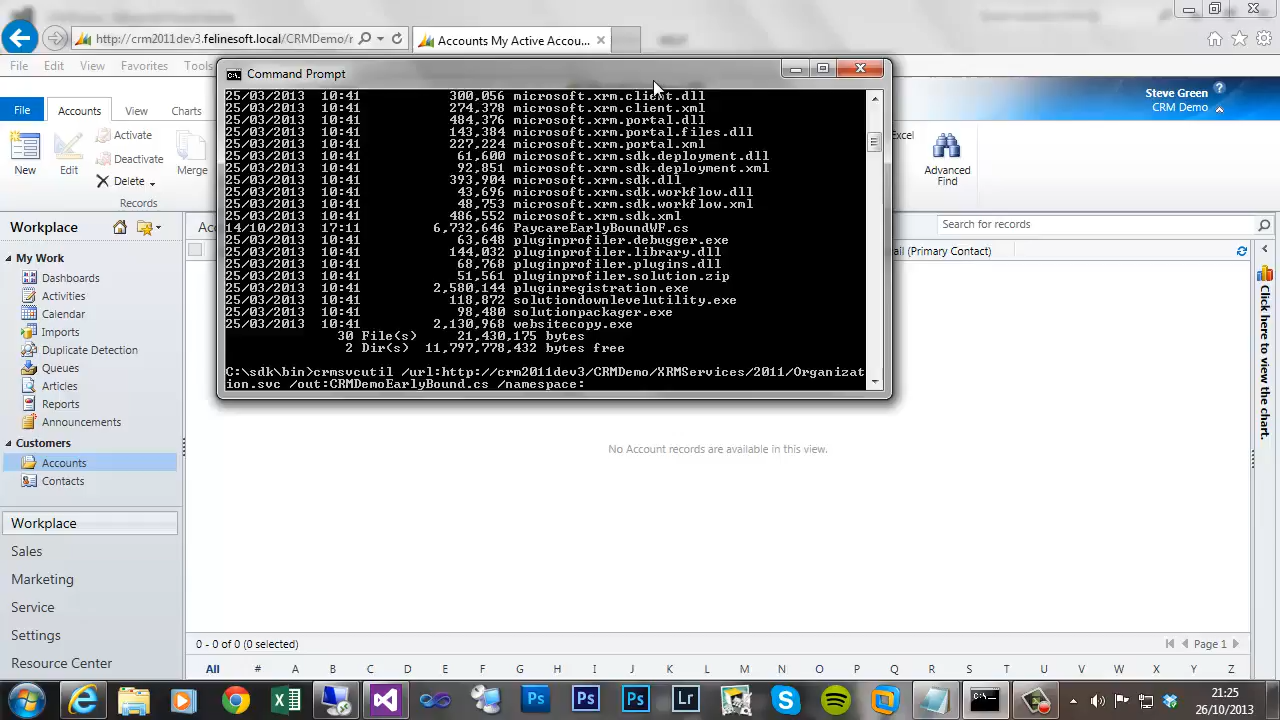 http://crm2011dev3.felinesoft.local/CRMDemo/r
Accounts My Active Accou...
File Edit View Favorites Tools
Command Prompt
Steve Green
CRM Demo
File Accounts View Charts
New
Edit
Activate
Deactivate
Delete
Merge
Records
Excel
Advanced
Find
25/03/2013 10:41 300,056 microsoft.xrm.client.dll
25/03/2013 10:41 274,378 microsoft.xrm.client.xml
25/03/2013 10:41 484,376 microsoft.xrm.portal.dll
25/03/2013 10:41 143,384 microsoft.xrm.portal.files.dll
25/03/2013 10:41 227,224 microsoft.xrm.portal.xml
25/03/2013 10:41 61,600 microsoft.xrm.sdk.deployment.dll
25/03/2013 10:41 92,851 microsoft.xrm.sdk.deployment.xml
25/03/2013 10:41 393,904 microsoft.xrm.sdk.dll
25/03/2013 10:41 43,696 microsoft.xrm.sdk.workflow.dll
25/03/2013 10:41 48,753 microsoft.xrm.sdk.workflow.xml
25/03/2013 10:41 486,552 microsoft.xrm.sdk.xml
14/10/2013 17:11 6,732,646 PaycareEarlyBoundWF.cs
25/03/2013 10:41 63,648 pluginprofiler.debugger.exe
25/03/2013 10:41 144,032 pluginprofiler.library.dll
25/03/2013 10:41 68,768 pluginprofiler.plugins.dll
25/03/2013 10:41 51,561 pluginprofiler.solution.zip
25/03/2013 10:41 2,580,144 pluginregistration.exe
25/03/2013 10:41 118,872 solutiondownlevelutility.exe
25/03/2013 10:41 98,480 solutionpackager.exe
25/03/2013 10:41 2,130,968 websitecopy.exe
30 File(s) 21,430,175 bytes
2 Dir(s) 11,797,778,432 bytes free
C:\sdk\bin>crmsvcutil /url:http://crm2011dev3/CRMDemo/XRMServices/2011/Organizat
ion.svc /out:CRMDemoEarlyBound.cs /namespace:
Workplace
Ac
Search for records
ail (Primary Contact)
My Work
Dashboards
Activities
Calendar
Imports
Duplicate Detection
Queues
Articles
Reports
Announcements
Customers
Accounts
Contacts
Workplace
Sales
Marketing
Service
Settings
Resource Center
Click here to view the chart.
No Account records are available in this view.
0 - 0 of 0 (0 selected)
Page 1
All # A B C D E F G H I J K L M N O P Q R S T U V W X Y Z
Ps Ps Ps Lr
21:25
26/10/2013